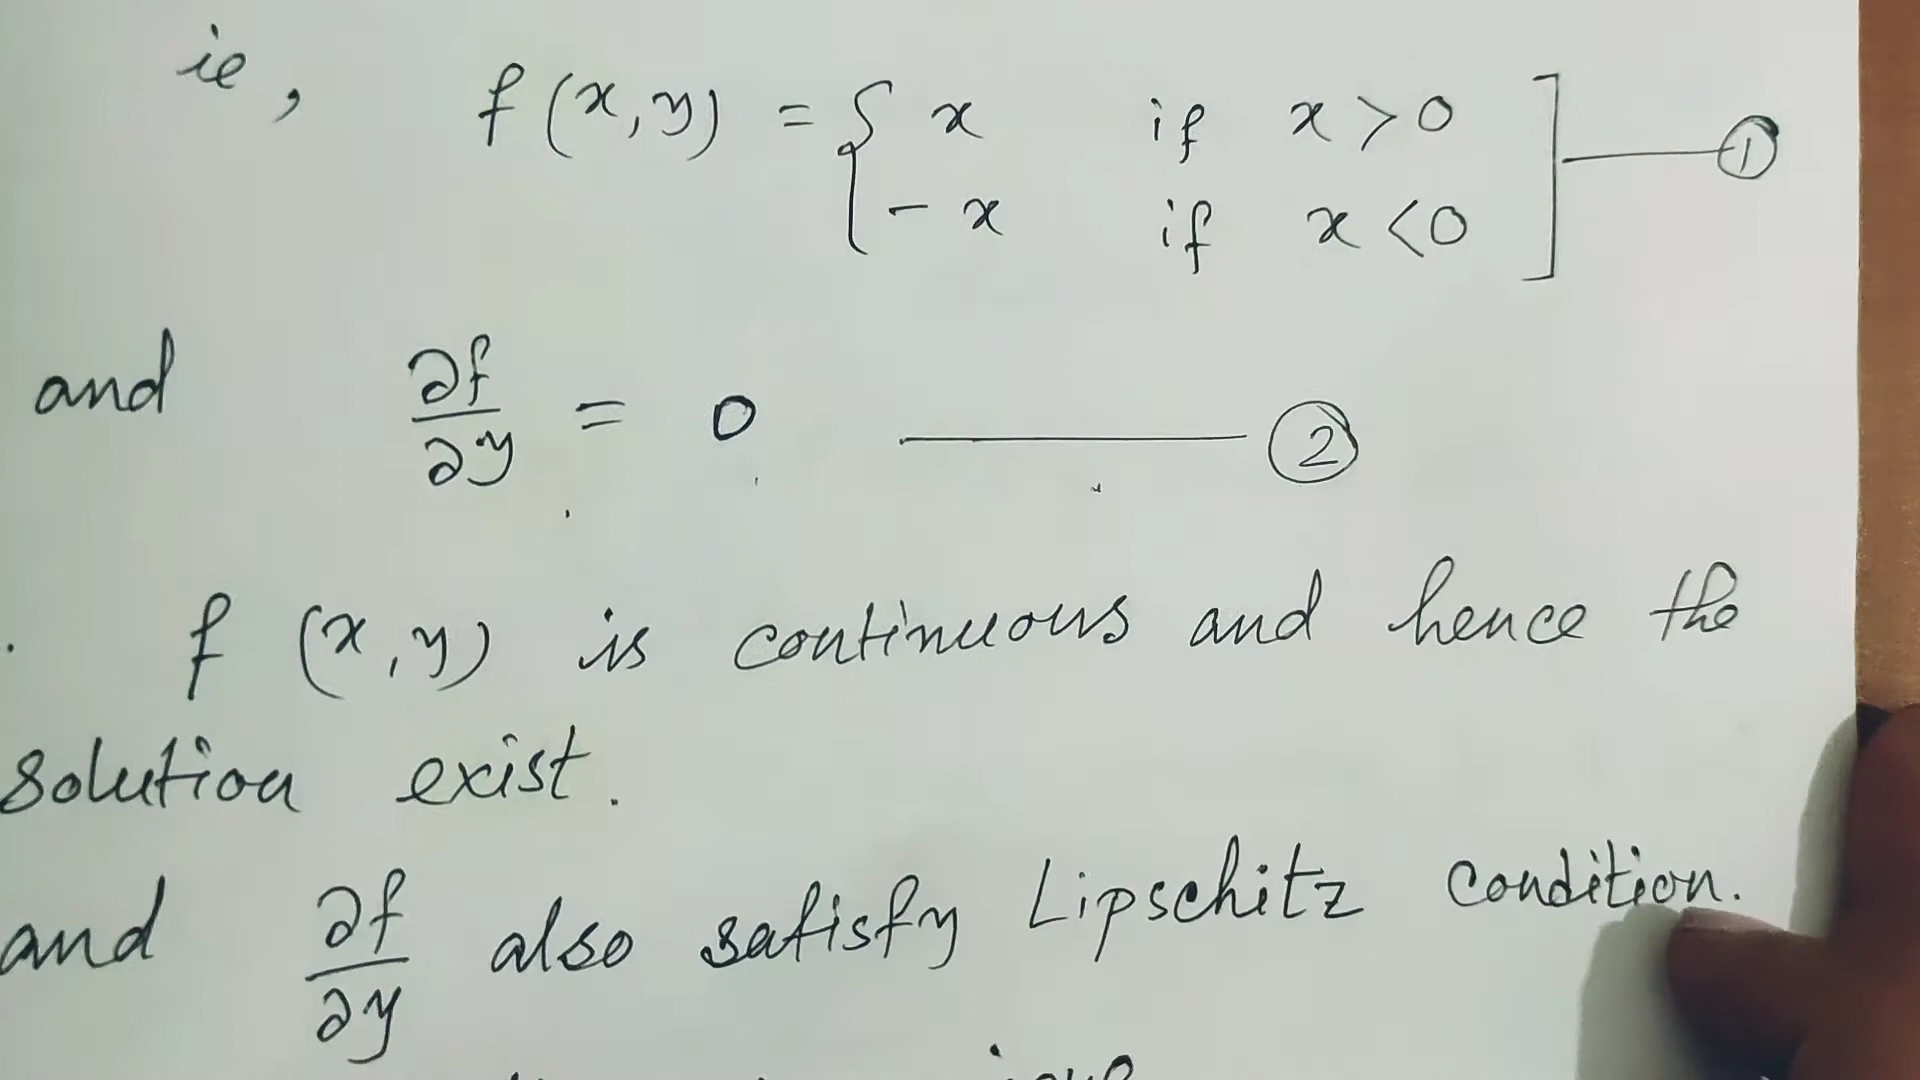 ie, f(x,y) = { x if x>0 ] — ①
- x if x<0
and ∂f/∂y = 0 — ②
f (x,y) is continuous and hence the
solution exist.
and ∂f/∂y also satisfy Lipschitz condition.